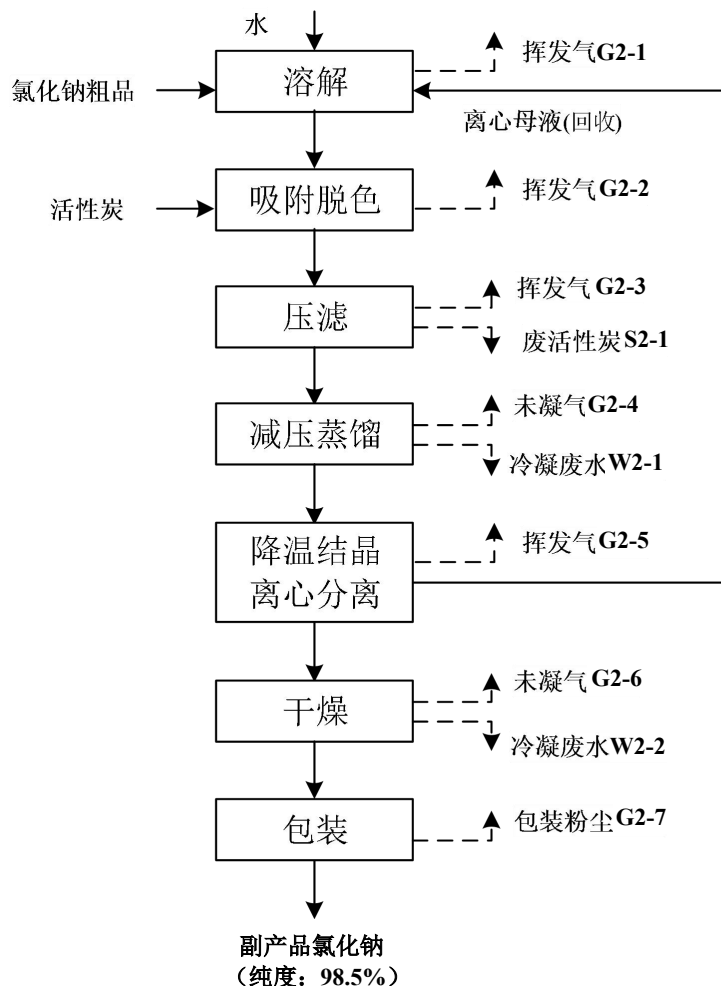 水
挥发气G2-1
氯化钠粗品
溶解
离心母液(回收)
挥发气G2-2
活性炭
吸附脱色
挥发气G2-3
压滤
废活性炭S2-1
未凝气G2-4
减压蒸馏
冷凝废水W2-1
降温结晶
离心分离
挥发气G2-5
未凝气G2-6
干燥
冷凝废水W2-2
包装
包装粉尘G2-7
副产品氯化钠
（纯度：98.5%）